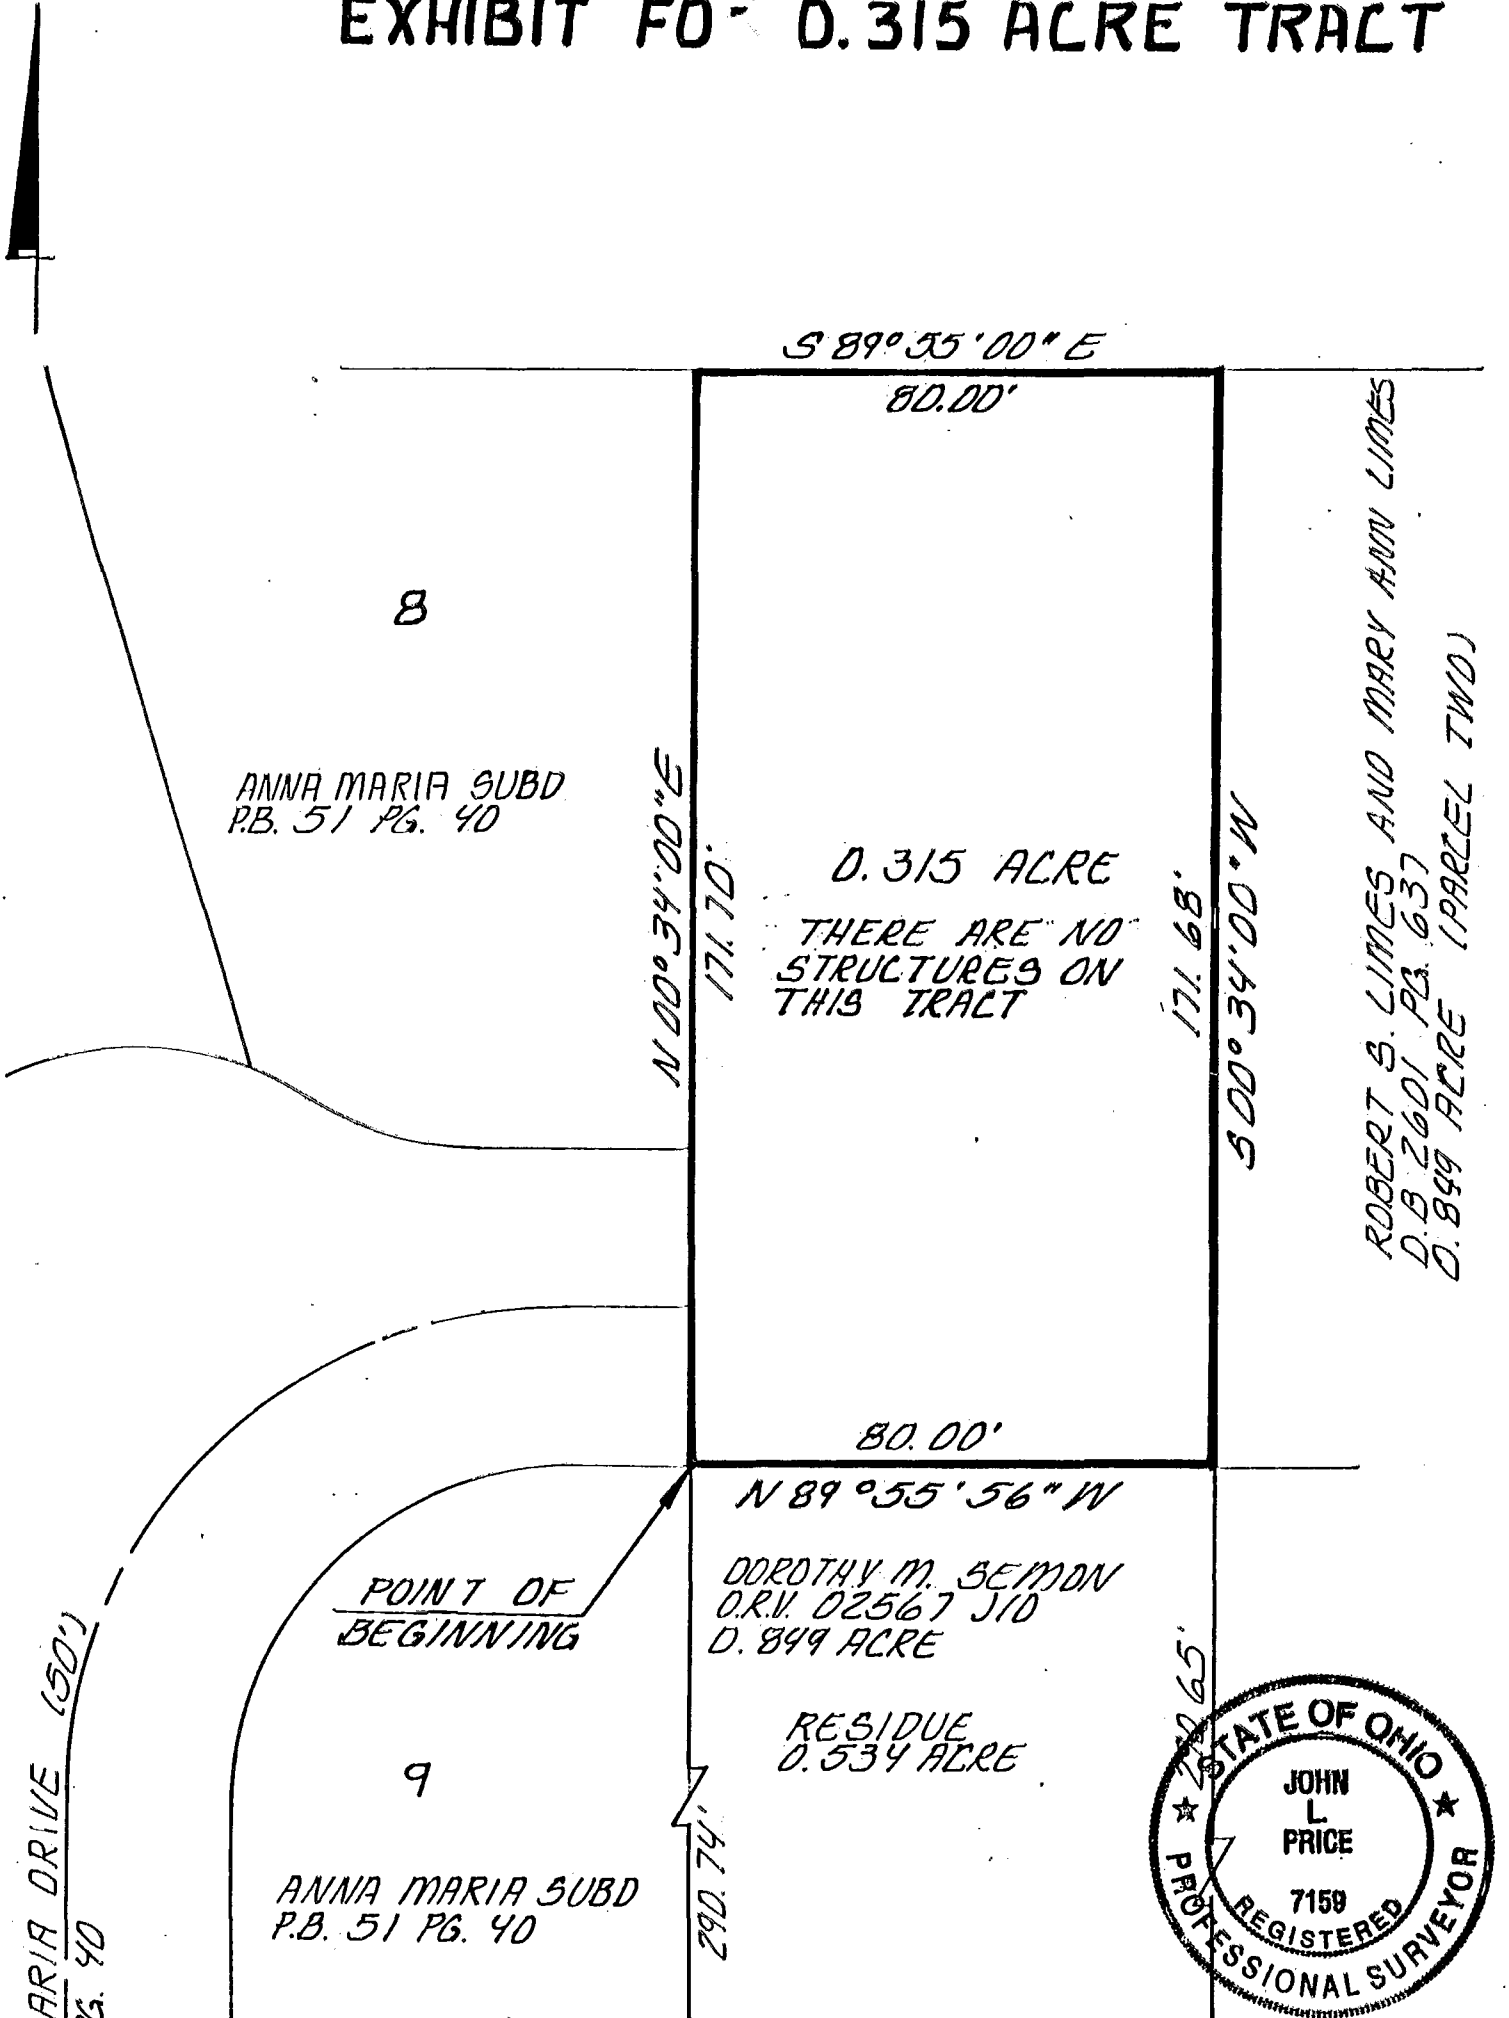 EXHIBIT FO- 0.315 ACRE TRACT
S 89° 55' 00" E
80.00'
8
ANNA MARIA SUBD
P.B. 51 PG. 40
N 00° 34' 00" E
171.70'
0.315 ACRE
THERE ARE NO
STRUCTURES ON
THIS TRACT
171.68'
S 00° 34' 00" W
ROBERT S. LIMES AND MARY ANN LIMES
D.B 2601 PG. 637
0.849 ACRE (PARCEL TWO)
80.00'
N 89° 55' 56" W
POINT OF
BEGINNING
DOROTHY M. SEMON
O.R.V. 02567 J10
0.849 ACRE
RESIDUE
0.534 ACRE
9
ANNA MARIA SUBD
P.B. 51 PG. 40
290.74'
ARIA DRIVE (50')
G. 40
STATE OF OHIO
JOHN
L.
PRICE
7159
REGISTERED
PROFESSIONAL SURVEYOR